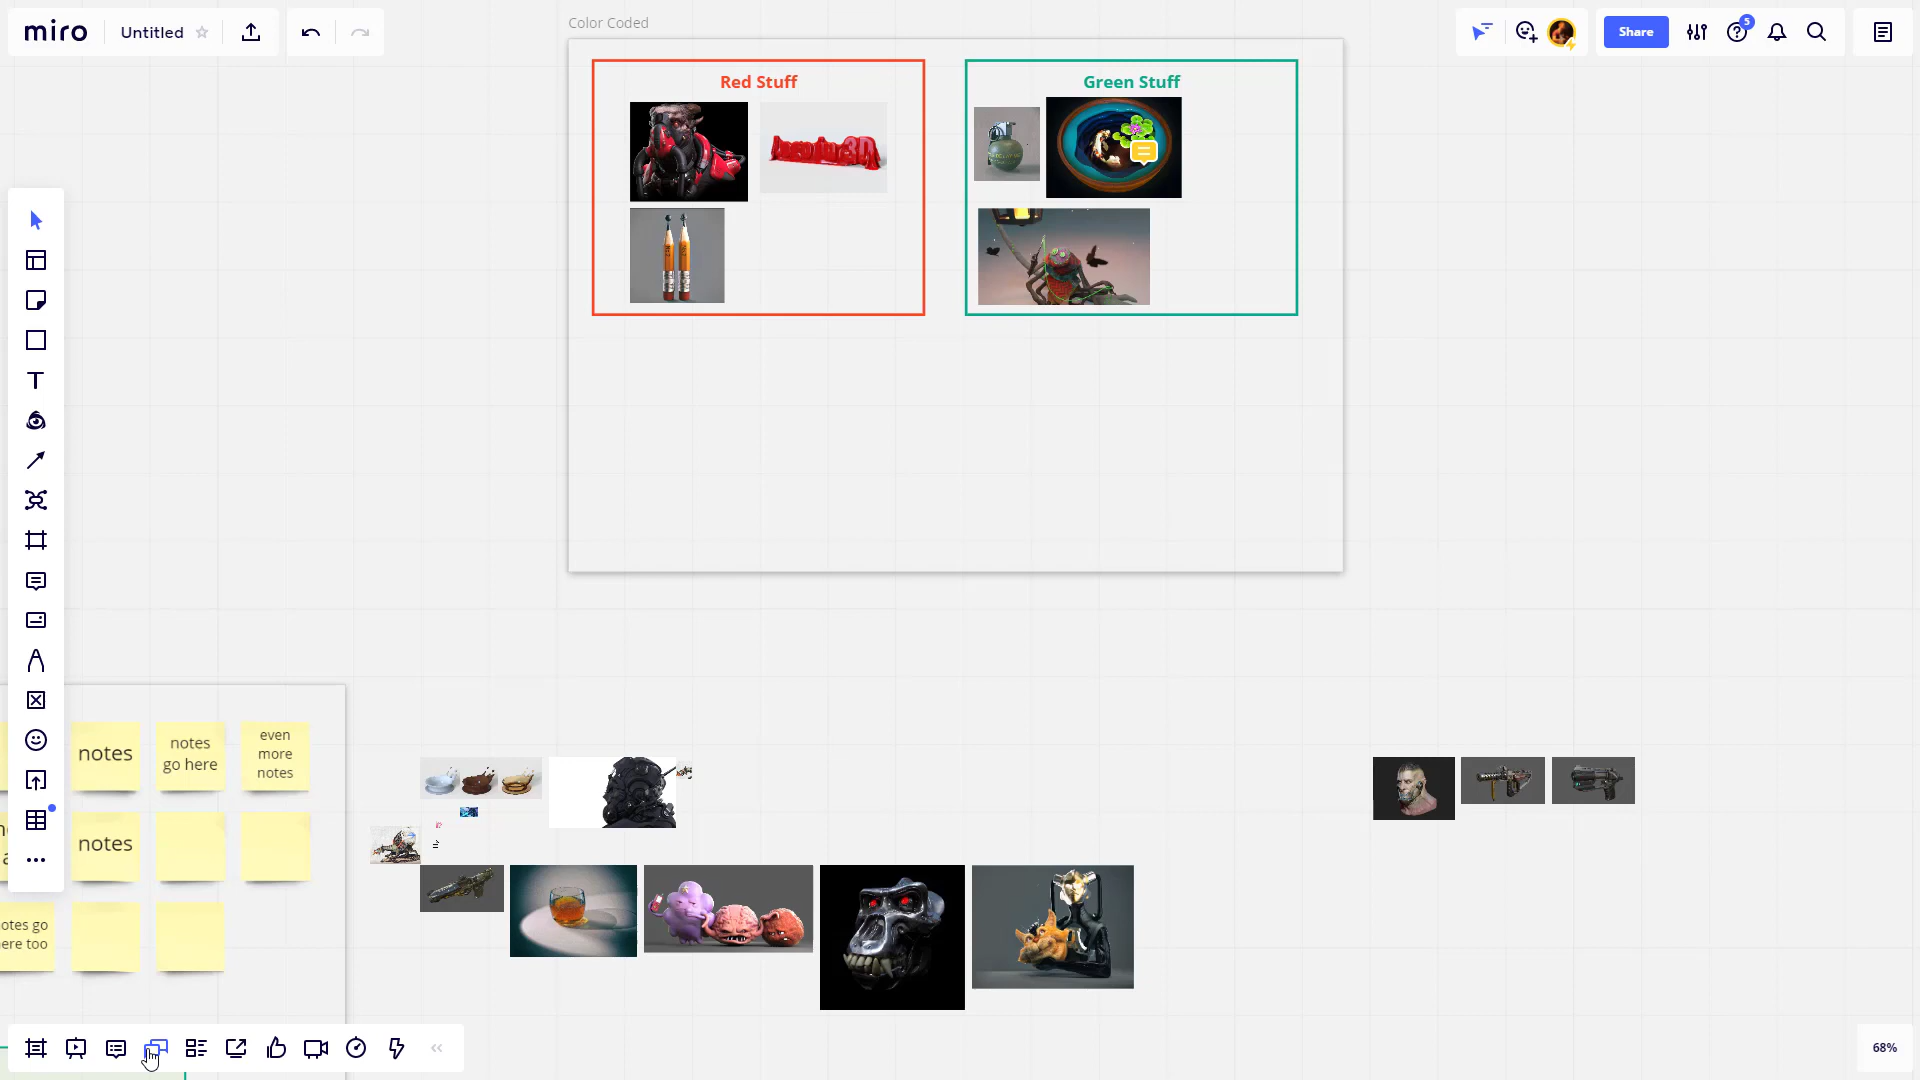 miro
Untitled
Color Coded
5
Share
Red Stuff
Green Stuff
notes
notes
go here
even
more
notes
notes
otes go
ere too
68%